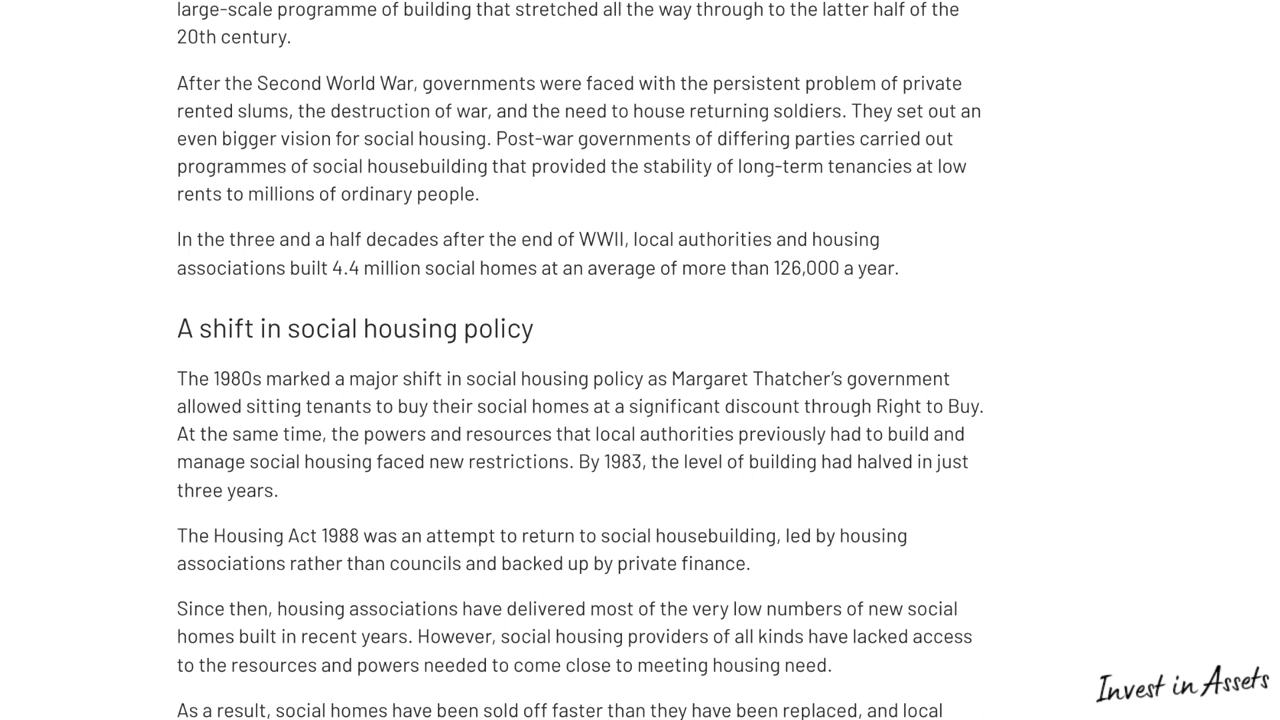 large-scale programme of building that stretched all the way through to the latter half of the
20th century.
After the Second World War, governments were faced with the persistent problem of private
rented slums, the destruction of war, and the need to house returning soldiers. They set out an
even bigger vision for social housing. Post-war governments of differing parties carried out
programmes of social housebuilding that provided the stability of long-term tenancies at low
rents to millions of ordinary people.
In the three and a half decades after the end of WWII, local authorities and housing
associations built 4.4 million social homes at an average of more than 126,000 a year.
A shift in social housing policy
The 1980s marked a major shift in social housing policy as Margaret Thatcher's government
allowed sitting tenants to buy their social homes at a significant discount through Right to Buy.
At the same time, the powers and resources that local authorities previously had to build and
manage social housing faced new restrictions. By 1983, the level of building had halved in just
three years.
The Housing Act 1988 was an attempt to return to social housebuilding, led by housing
associations rather than councils and backed up by private finance.
Since then, housing associations have delivered most of the very low numbers of new social
homes built in recent years. However, social housing providers of all kinds have lacked access
to the resources and powers needed to come close to meeting housing need.
As a result, social homes have been sold off faster than they have been replaced, and local
Invest in Assets